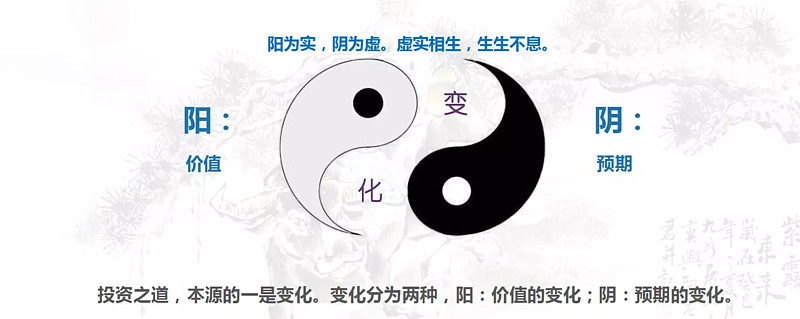 阳为实，阴为虚。虚实相生，生生不息。
阳：
价值
变
化
阴：
预期
紫霞
投资之道，本源的一是变化。变化分为两种，阳：价值的变化；阴：预期的变化。